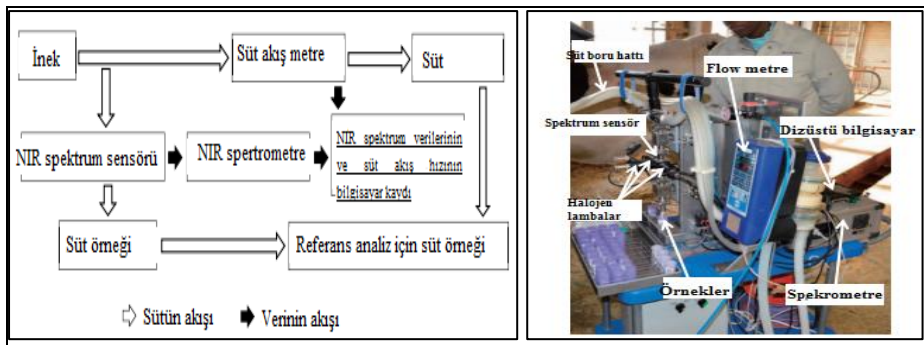 İnek
Süt akış metre
Süt
NIR spektrum sensörü
NIR spertrometre
NIR spektrum verilerinin
ve süt akış hızının
bilgisayar kaydı
Süt örneği
Referans analiz için süt örneği
Sütün akışı
Verinin akışı
Süt boru hattı
Flow metre
Spektrum sensör
Dizüstü bilgisayar
Halojen
lambalar
Örnekler
Spekrometre